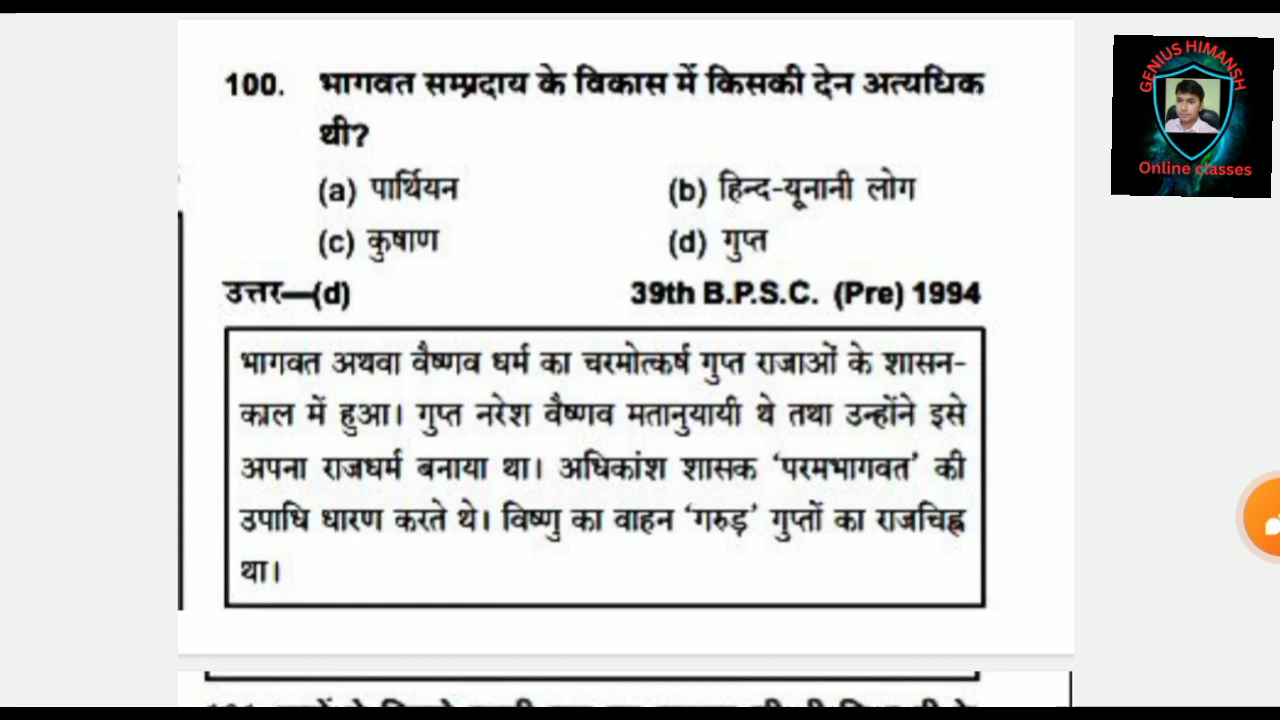 100. भागवत सम्प्रदाय के विकास में किसकी देन अत्यधिक
थी?
(a) पार्थियन (b) हिन्द-यूनानी लोग
(c) कुषाण (d) गुप्त
उत्तर—(d) 39th B.P.S.C. (Pre) 1994
भागवत अथवा वैष्णव धर्म का चरमोत्कर्ष गुप्त राजाओं के शासन-
काल में हुआ। गुप्त नरेश वैष्णव मतानुयायी थे तथा उन्होंने इसे
अपना राजधर्म बनाया था। अधिकांश शासक ‘परमभागवत’ की
उपाधि धारण करते थे। विष्णु का वाहन ‘गरुड़’ गुप्तों का राजचिह्न
था।
GENIUS HIMANSH
Online classes